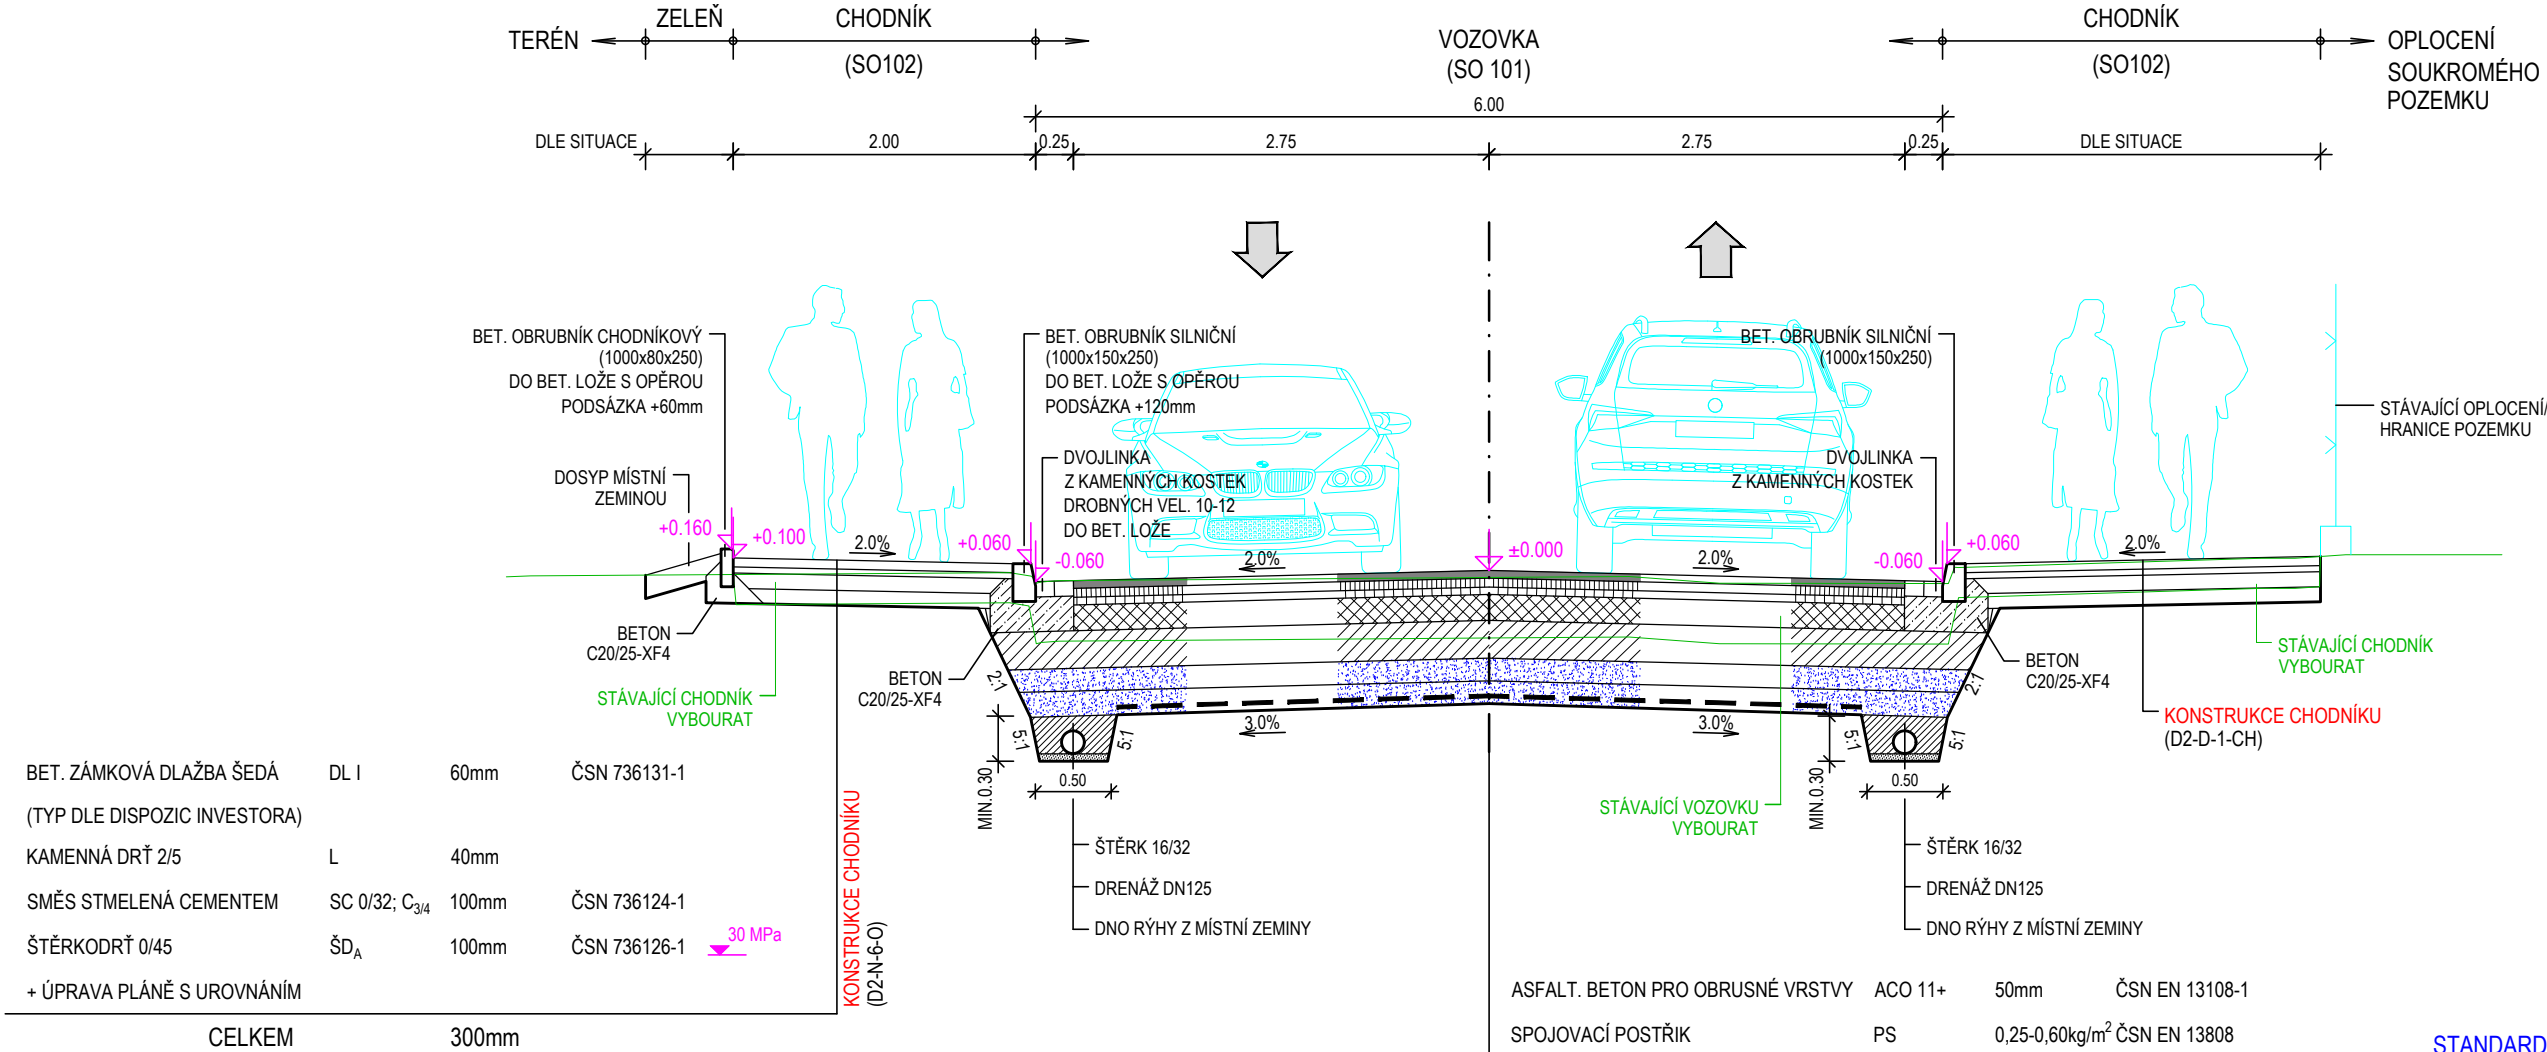 TERÉN
ZELEŇ
CHODNÍK
(SO102)
VOZOVKA
(SO 101)
CHODNÍK
(SO102)
OPLOCENÍ
SOUKROMÉHO
POZEMKU
6.00
DLE SITUACE
2.00
0.25
2.75
2.75
0.25
DLE SITUACE
BET. OBRUBNÍK CHODNÍKOVÝ
(1000x80x250)
DO BET. LOŽE S OPĚROU
PODSÁZKA +60mm
BET. OBRUBNÍK SILNIČNÍ
(1000x150x250)
DO BET. LOŽE S OPĚROU
PODSÁZKA +120mm
BET. OBRUBNÍK SILNIČNÍ
(1000x150x250)
STÁVAJÍCÍ OPLOCENÍ/
HRANICE POZEMKU
DOSYP MÍSTNÍ
ZEMINOU
DVOJLINKA
Z KAMENNÝCH KOSTEK
DROBNÝCH VEL. 10-12
DO BET. LOŽE
DVOJLINKA
Z KAMENNÝCH KOSTEK
+0.160
+0.100
2.0%
+0.060
-0.060
2.0%
±0.000
2.0%
-0.060
+0.060
2.0%
BETON
C20/25-XF4
STÁVAJÍCÍ CHODNÍK
VYBOURAT
BETON
C20/25-XF4
2:1
2:1
BETON
C20/25-XF4
STÁVAJÍCÍ CHODNÍK
VYBOURAT
KONSTRUKCE CHODNÍKU
(D2-D-1-CH)
3.0%
3.0%
5:1
5:1
5:1
5:1
MIN.0.30
0.50
MIN.0.30
0.50
STÁVAJÍCÍ VOZOVKU
VYBOURAT
ŠTĚRK 16/32
DRENÁŽ DN125
DNO RÝHY Z MÍSTNÍ ZEMINY
ŠTĚRK 16/32
DRENÁŽ DN125
DNO RÝHY Z MÍSTNÍ ZEMINY
BET. ZÁMKOVÁ DLAŽBA ŠEDÁ DL I 60mm ČSN 736131-1
(TYP DLE DISPOZIC INVESTORA)
KAMENNÁ DRŤ 2/5 L 40mm
SMĚS STMELENÁ CEMENTEM SC 0/32; C3/4 100mm ČSN 736124-1
ŠTĚRKODRŤ 0/45 ŠDA 100mm ČSN 736126-1 30 MPa
+ ÚPRAVA PLÁNĚ S UROVNÁNÍM
CELKEM 300mm
KONSTRUKCE CHODNÍKU
(D2-N-6-O)
ASFALT. BETON PRO OBRUSNÉ VRSTVY ACO 11+ 50mm ČSN EN 13108-1
SPOJOVACÍ POSTŘIK PS 0,25-0,60kg/m2 ČSN EN 13808
STANDARD